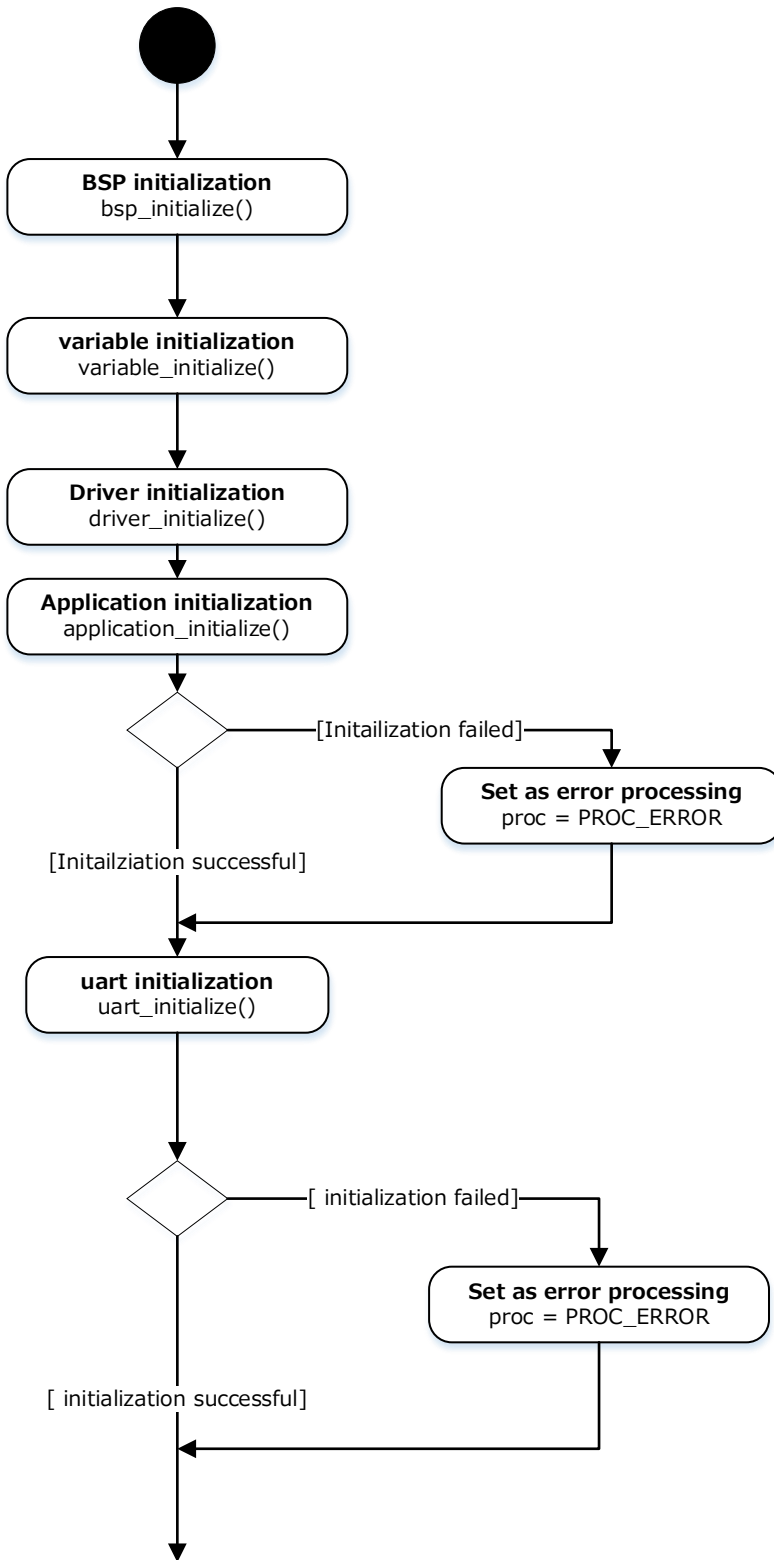 BSP initialization
bsp_initialize()
variable initialization
variable_initialize()
Driver initialization
driver_initialize()
Application initialization
application_initialize()
[Initailization failed]
Set as error processing
proc = PROC_ERROR
[Initailziation successful]
uart initialization
uart_initialize()
[ initialization failed]
Set as error processing
proc = PROC_ERROR
[ initialization successful]